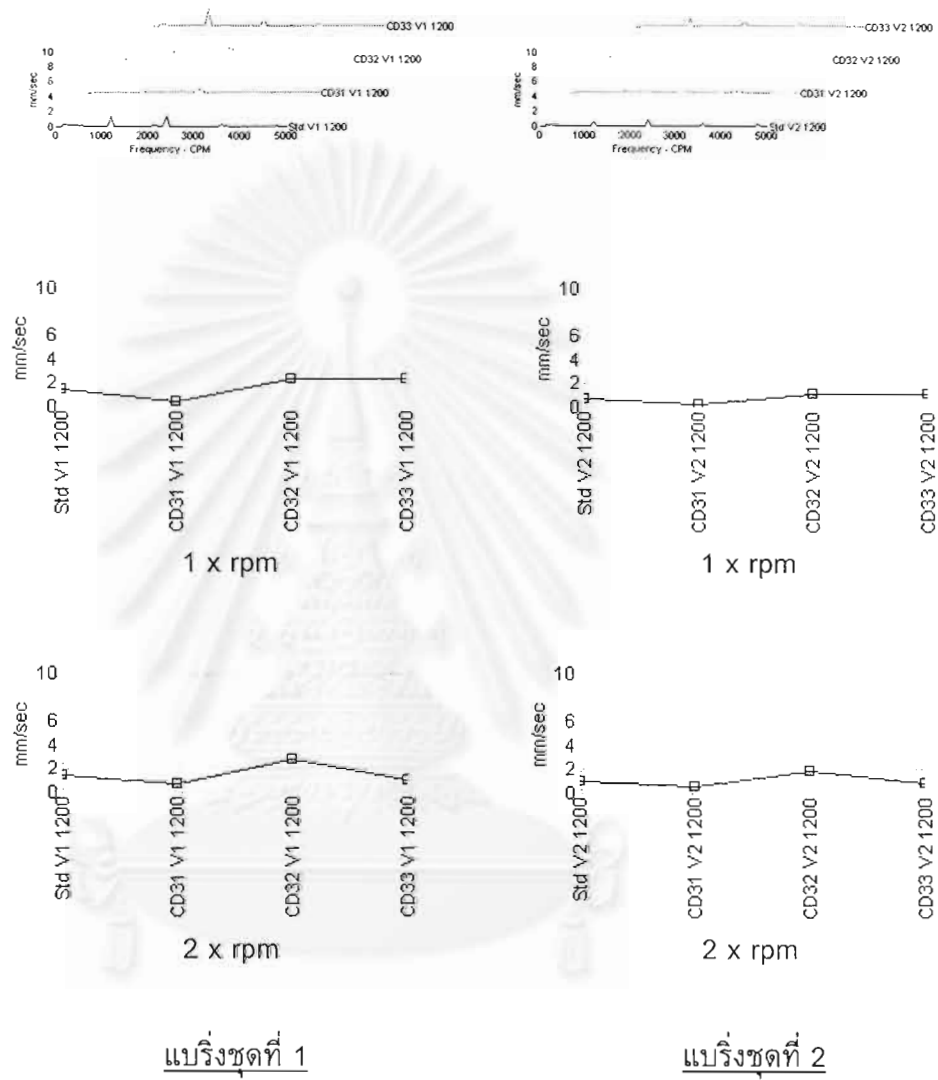 CD33 V1 1200
CD32 V1 1200
CD31 V1 1200
Std V1 1200
10
8
6
4
2
0
mm/sec
0 1000 2000 3000 4000 5000
Frequency - CPM
CD33 V2 1200
CD32 V2 1200
CD31 V2 1200
Std V2 1200
10
8
6
4
2
0
mm/sec
0 1000 2000 3000 4000 5000
Frequency - CPM
10
6
4
2
0
mm/sec
Std V1 1200
CD31 V1 1200
CD32 V1 1200
CD33 V1 1200
1 x rpm
10
6
4
2
0
mm/sec
Std V2 1200
CD31 V2 1200
CD32 V2 1200
CD33 V2 1200
1 x rpm
10
6
4
2
0
mm/sec
Std V1 1200
CD31 V1 1200
CD32 V1 1200
CD33 V1 1200
2 x rpm
10
6
4
2
0
mm/sec
Std V2 1200
CD31 V2 1200
CD32 V2 1200
CD33 V2 1200
2 x rpm
แบริ่งชุดที่ 1
แบริ่งชุดที่ 2